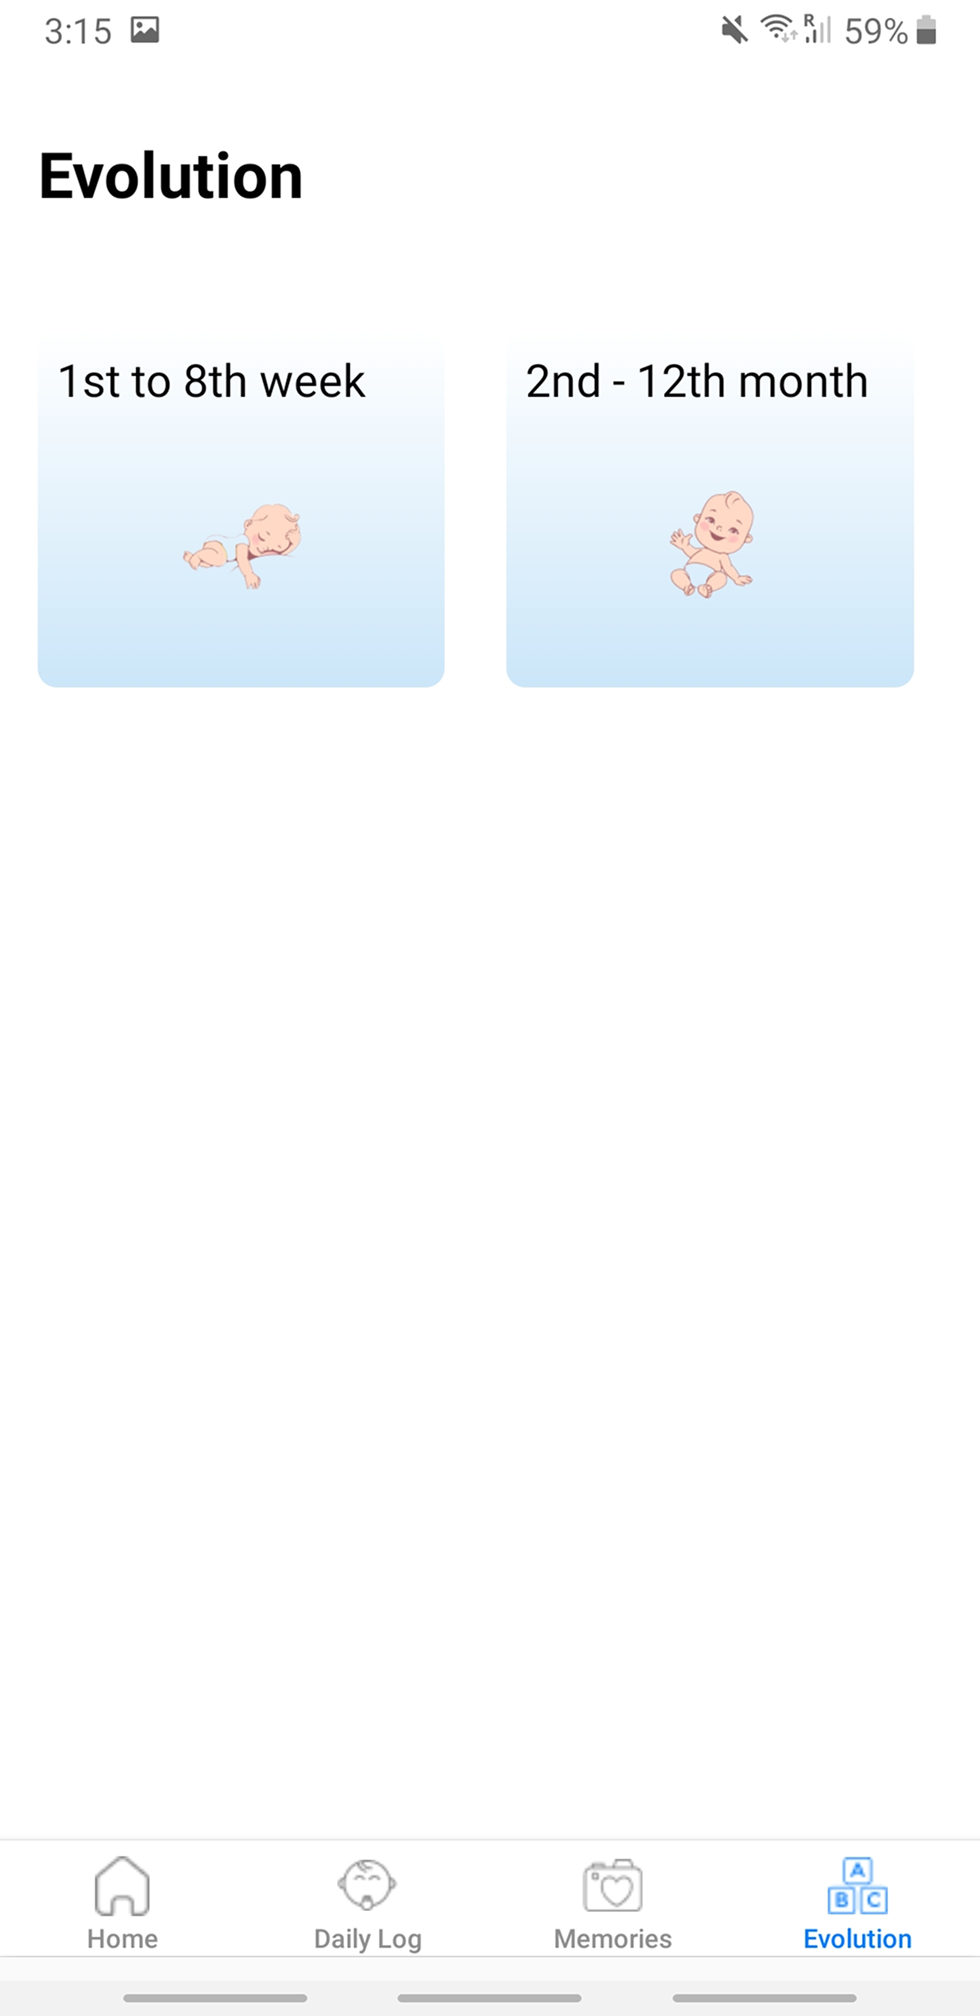 3:15 R 59%
Evolution
1st to 8th week
2nd - 12th month
A
B C
Home
Daily Log
Memories
Evolution